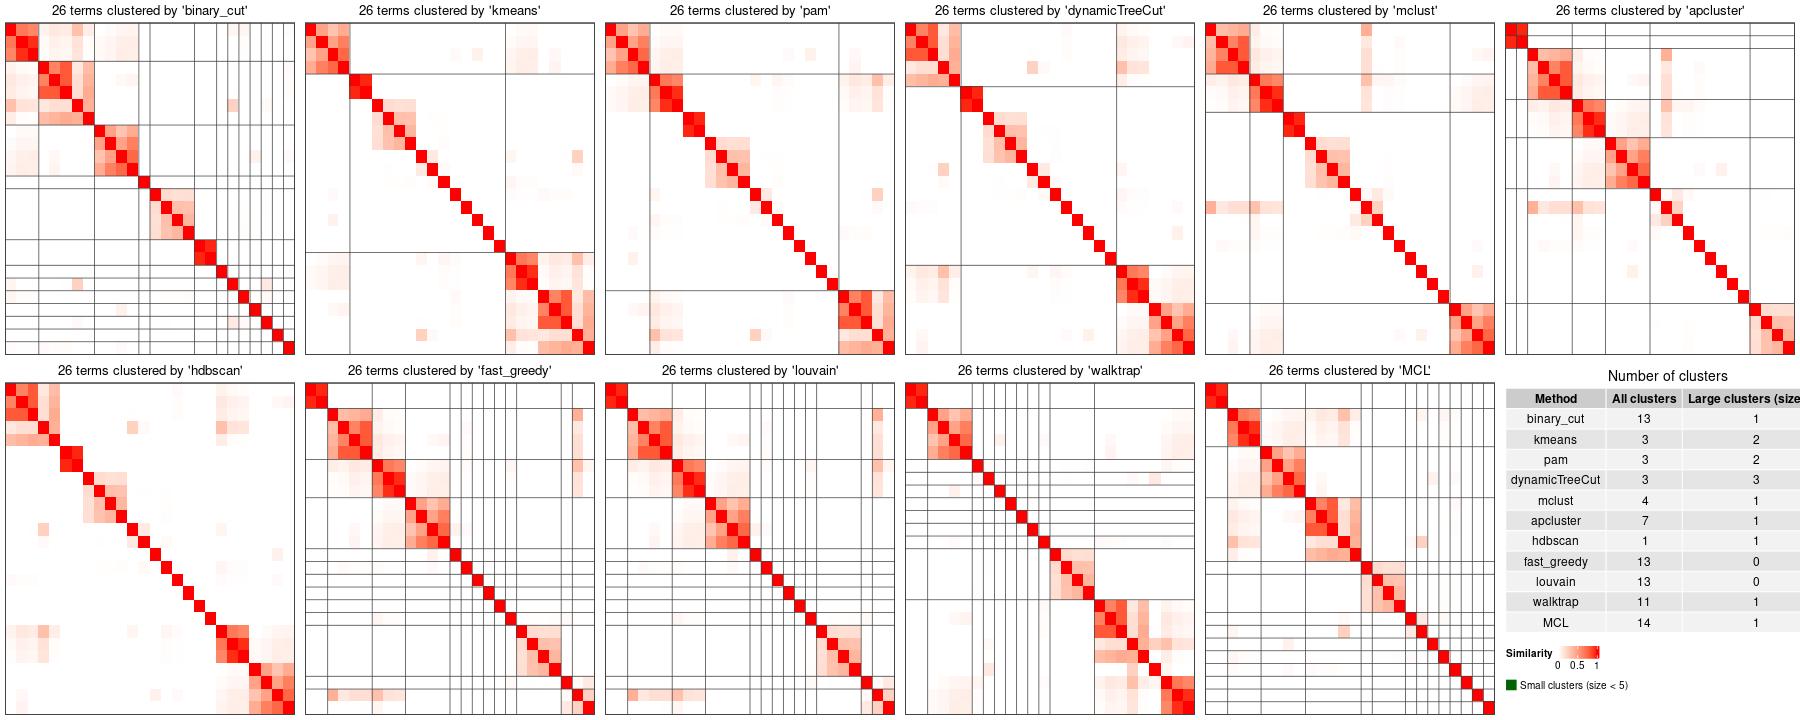 26 terms clustered by 'binary_cut'
26 terms clustered by 'kmeans'
26 terms clustered by 'pam'
26 terms clustered by 'dynamicTreeCut'
26 terms clustered by 'mclust'
26 terms clustered by 'apcluster'
26 terms clustered by 'hdbscan'
26 terms clustered by 'fast_greedy'
26 terms clustered by 'louvain'
26 terms clustered by 'walktrap'
26 terms clustered by 'MCL'
Number of clusters
Method All clusters Large clusters (size
binary_cut 13 1
kmeans 3 2
pam 3 2
dynamicTreeCut 3 3
mclust 4 1
apcluster 7 1
hdbscan 1 1
fast_greedy 13 0
louvain 13 0
walktrap 11 1
MCL 14 1
Similarity
0 0.5 1
Small clusters (size < 5)